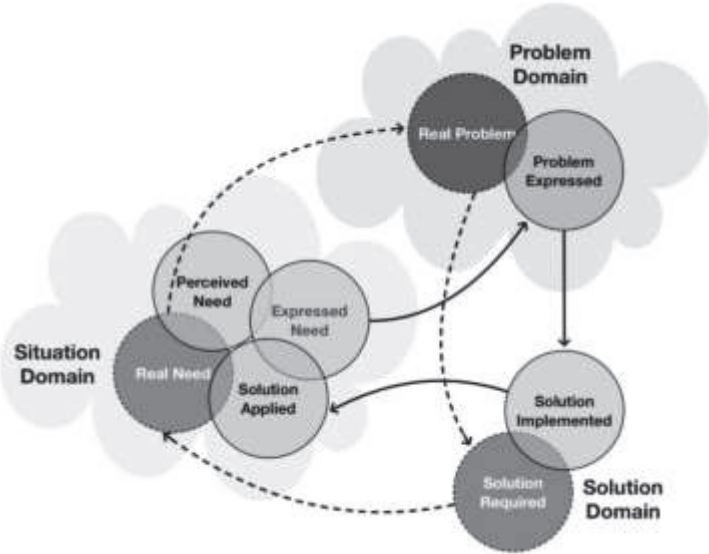 Problem
Domain
Real Problem
Problem
Expressed
Perceived
Need
Expressed
Need
Situation
Domain
Real Need
Solution
Applied
Solution
Implemented
Solution
Required
Solution
Domain